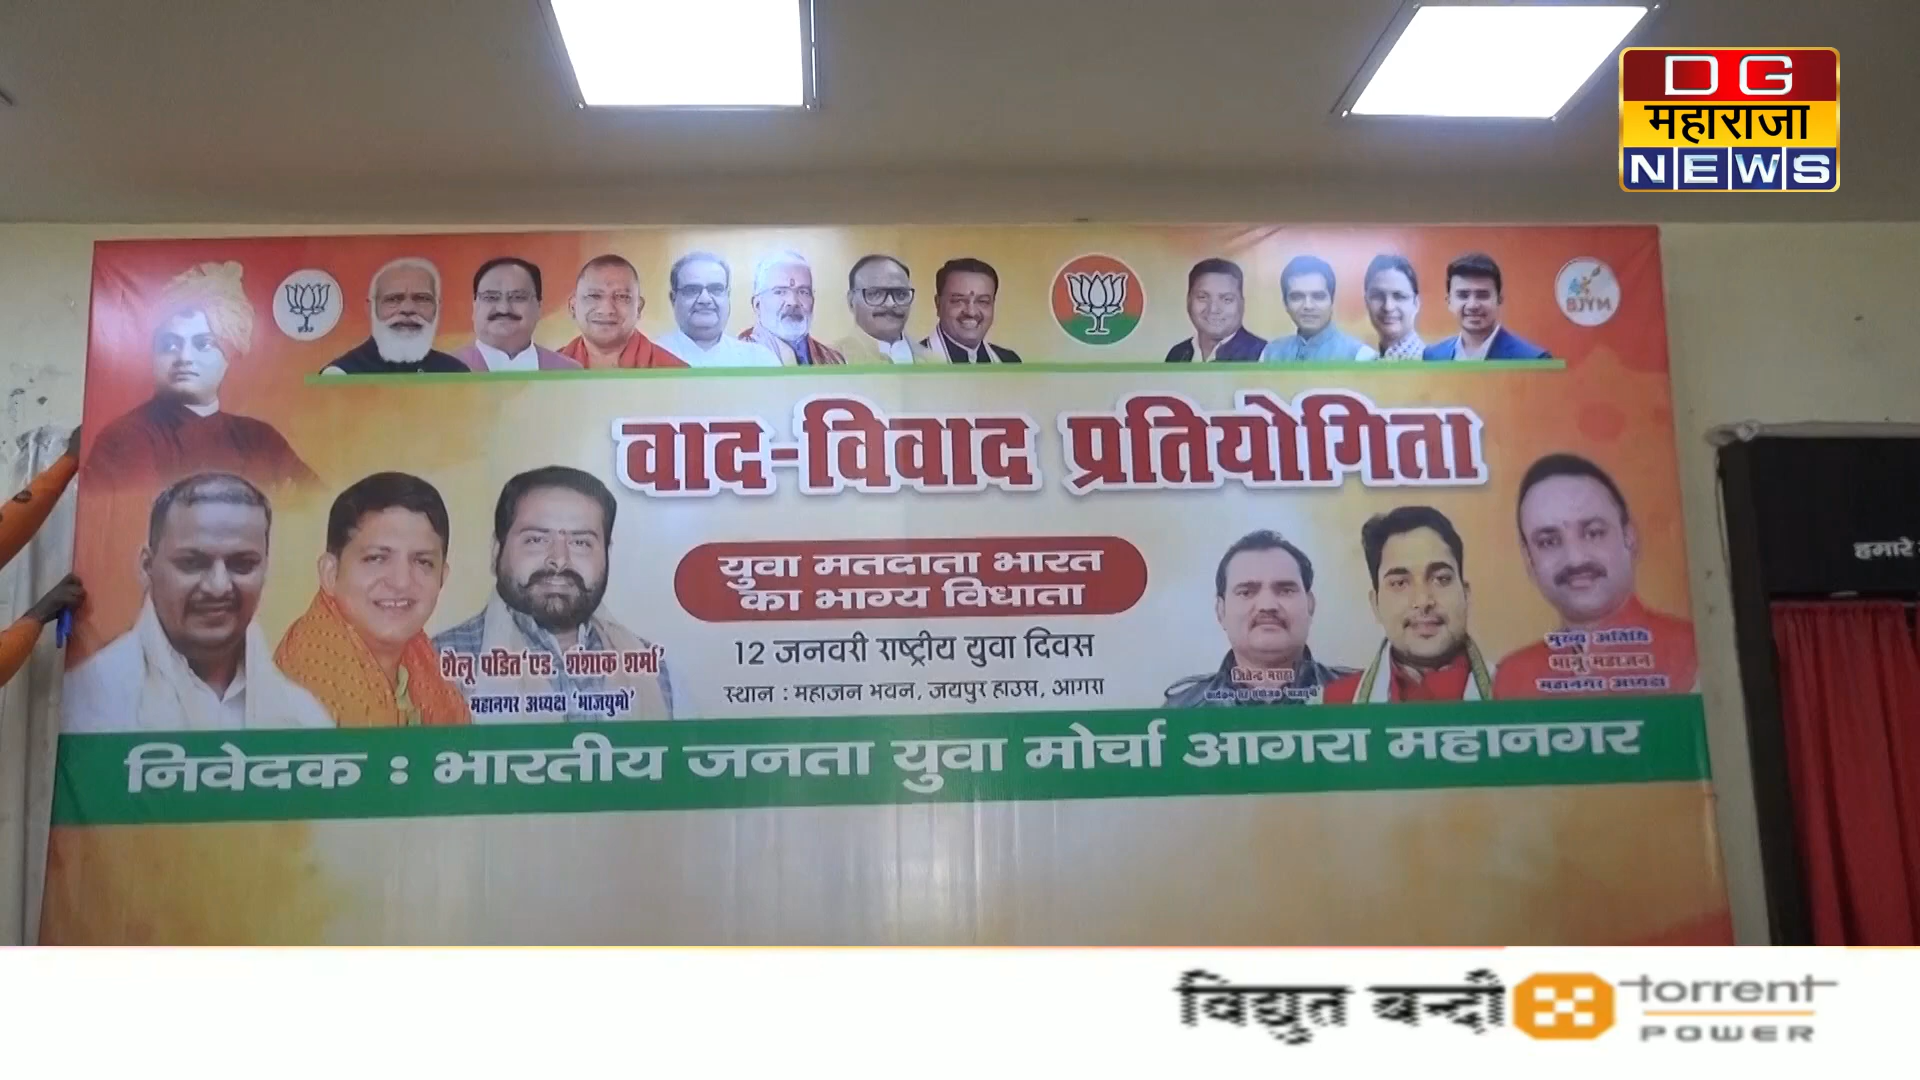 DG
महाराजा
NEWS
BJYM
वाद-विवाद प्रतियोगिता
युवा मतदाता भारत
का भाग्य विधाता
12 जनवरी राष्ट्रीय युवा दिवस
स्थान : महाजन भवन, जयपुर हाउस, आगरा
शैलू पंडित 'एड. शंशाक शर्मा'
महानगर अध्यक्ष 'भाजयुमो'
जितेन्द्र
मुख्य अतिथि
भानू महाजन
महानगर अध्यक्ष
निवेदक : भारतीय जनता युवा मोर्चा आगरा महानगर
हमारे
विद्युत बन्दी
torrent
POWER